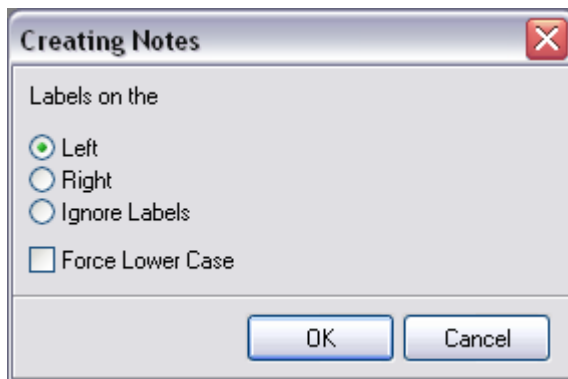 Creating Notes
Labels on the
Left
Right
Ignore Labels
Force Lower Case
OK Cancel